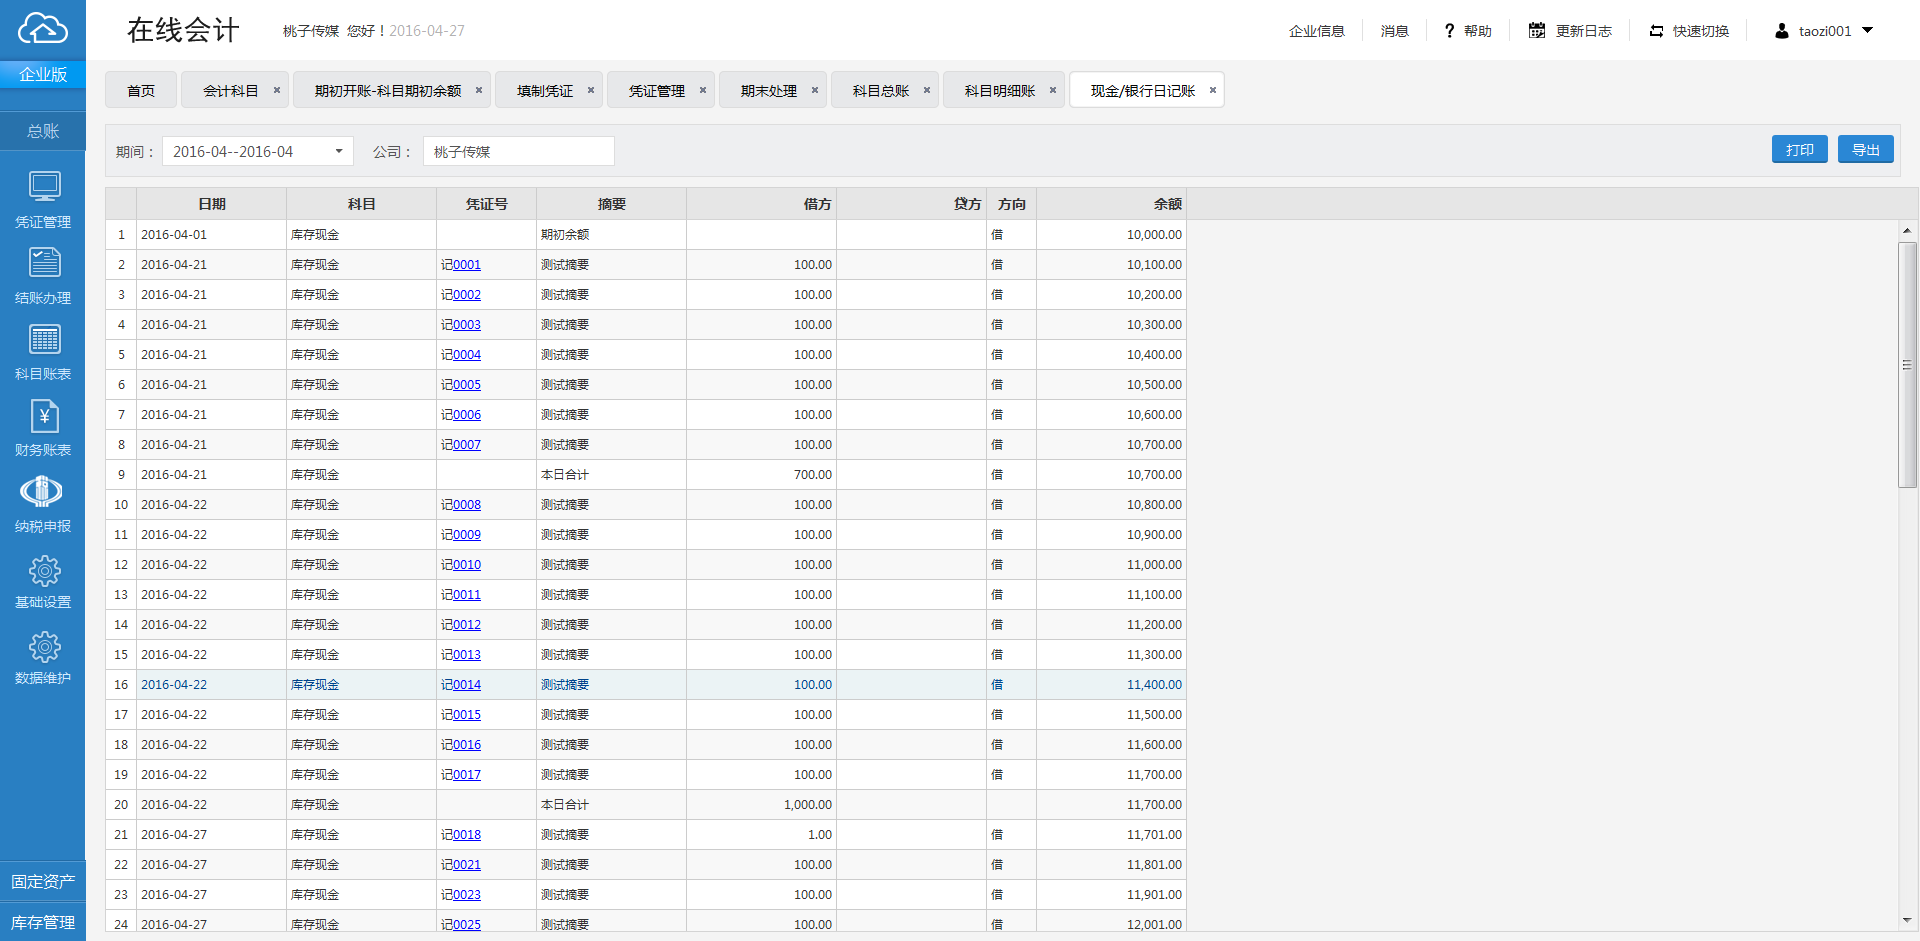 在线会计 桃子传媒 您好！2016-04-27 企业信息 消息 ? 帮助 更新日志 快速切换 taozi001
企业版
首页 会计科目 × 期初开账-科目期初余额 × 填制凭证 × 凭证管理 × 期末处理 × 科目总账 × 科目明细账 × 现金/银行日记账 ×
总账
凭证管理
结账办理
科目账表
¥
财务账表
纳税申报
基础设置
数据维护
固定资产
库存管理
期间： 2016-04--2016-04 公司： 桃子传媒 打印 导出
日期 科目 凭证号 摘要 借方 贷方 方向 余额
1 2016-04-01 库存现金 期初余额 借 10,000.00
2 2016-04-21 库存现金 记0001 测试摘要 100.00 借 10,100.00
3 2016-04-21 库存现金 记0002 测试摘要 100.00 借 10,200.00
4 2016-04-21 库存现金 记0003 测试摘要 100.00 借 10,300.00
5 2016-04-21 库存现金 记0004 测试摘要 100.00 借 10,400.00
6 2016-04-21 库存现金 记0005 测试摘要 100.00 借 10,500.00
7 2016-04-21 库存现金 记0006 测试摘要 100.00 借 10,600.00
8 2016-04-21 库存现金 记0007 测试摘要 100.00 借 10,700.00
9 2016-04-21 库存现金 本日合计 700.00 借 10,700.00
10 2016-04-22 库存现金 记0008 测试摘要 100.00 借 10,800.00
11 2016-04-22 库存现金 记0009 测试摘要 100.00 借 10,900.00
12 2016-04-22 库存现金 记0010 测试摘要 100.00 借 11,000.00
13 2016-04-22 库存现金 记0011 测试摘要 100.00 借 11,100.00
14 2016-04-22 库存现金 记0012 测试摘要 100.00 借 11,200.00
15 2016-04-22 库存现金 记0013 测试摘要 100.00 借 11,300.00
16 2016-04-22 库存现金 记0014 测试摘要 100.00 借 11,400.00
17 2016-04-22 库存现金 记0015 测试摘要 100.00 借 11,500.00
18 2016-04-22 库存现金 记0016 测试摘要 100.00 借 11,600.00
19 2016-04-22 库存现金 记0017 测试摘要 100.00 借 11,700.00
20 2016-04-22 库存现金 本日合计 1,000.00 11,700.00
21 2016-04-27 库存现金 记0018 测试摘要 1.00 借 11,701.00
22 2016-04-27 库存现金 记0021 测试摘要 100.00 借 11,801.00
23 2016-04-27 库存现金 记0023 测试摘要 100.00 借 11,901.00
24 2016-04-27 库存现金 记0025 测试摘要 100.00 借 12,001.00